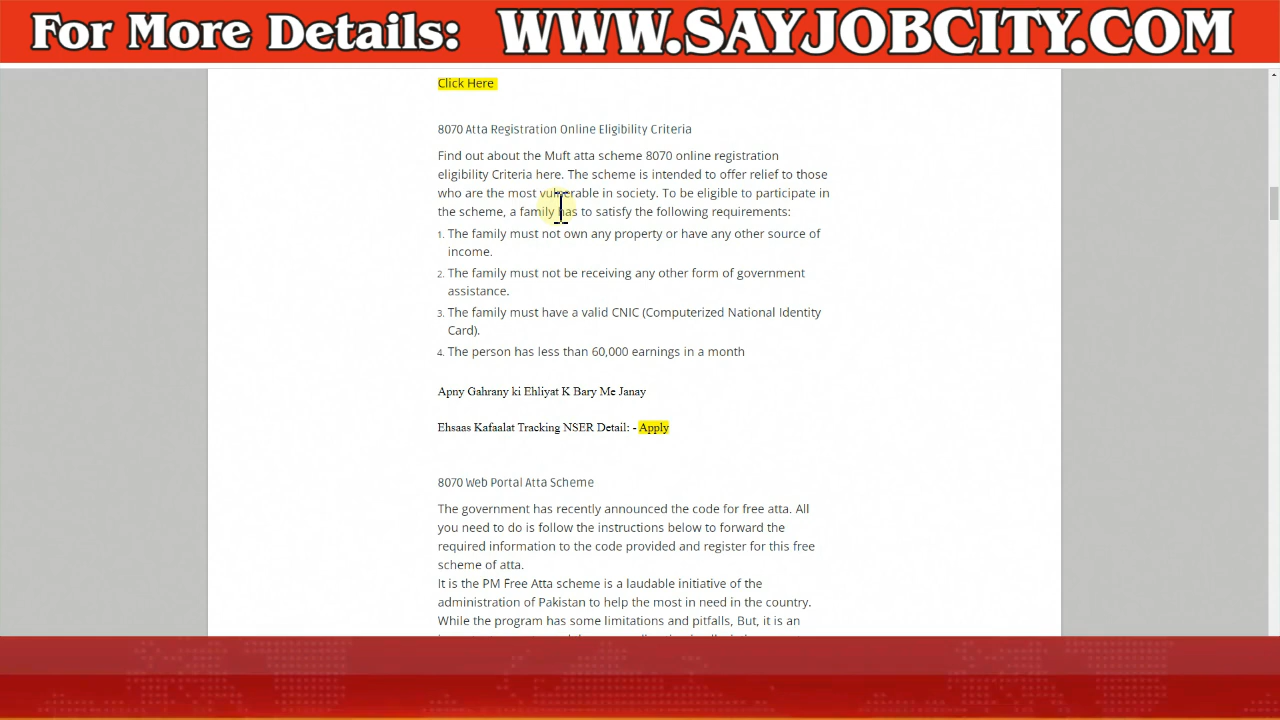 For More Details: WWW.SAYJOBCITY.COM
Click Here
8070 Atta Registration Online Eligibility Criteria
Find out about the Muft atta scheme 8070 online registration
eligibility Criteria here. The scheme is intended to offer relief to those
who are the most vulnerable in society. To be eligible to participate in
the scheme, a family has to satisfy the following requirements:
1. The family must not own any property or have any other source of
income.
2. The family must not be receiving any other form of government
assistance.
3. The family must have a valid CNIC (Computerized National Identity
Card).
4. The person has less than 60,000 earnings in a month
Apny Gahrany ki Ehliyat K Bary Me Janay
Ehsaas Kafaalat Tracking NSER Detail: - Apply
8070 Web Portal Atta Scheme
The government has recently announced the code for free atta. All
you need to do is follow the instructions below to forward the
required information to the code provided and register for this free
scheme of atta.
It is the PM Free Atta scheme is a laudable initiative of the
administration of Pakistan to help the most in need in the country.
While the program has some limitations and pitfalls, But, it is an